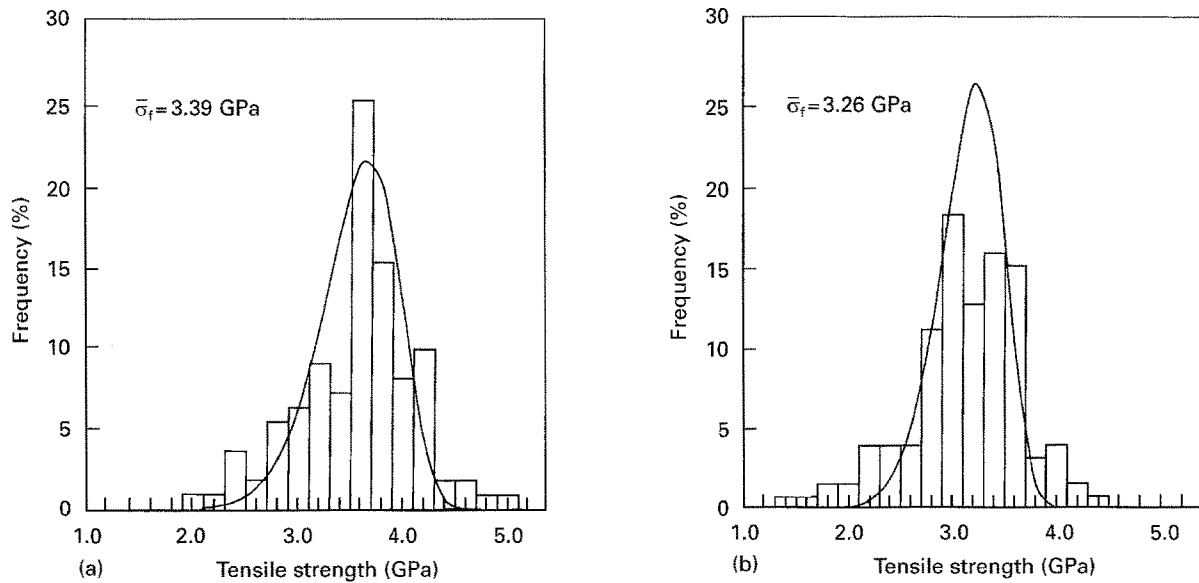 30
25
20
15
10
5
0
Frequency (%)
σ̄f = 3.39 GPa
1.0 2.0 3.0 4.0 5.0
(a) Tensile strength (GPa)
30
25
20
15
10
5
0
Frequency (%)
σ̄f = 3.26 GPa
1.0 2.0 3.0 4.0 5.0
(b) Tensile strength (GPa)